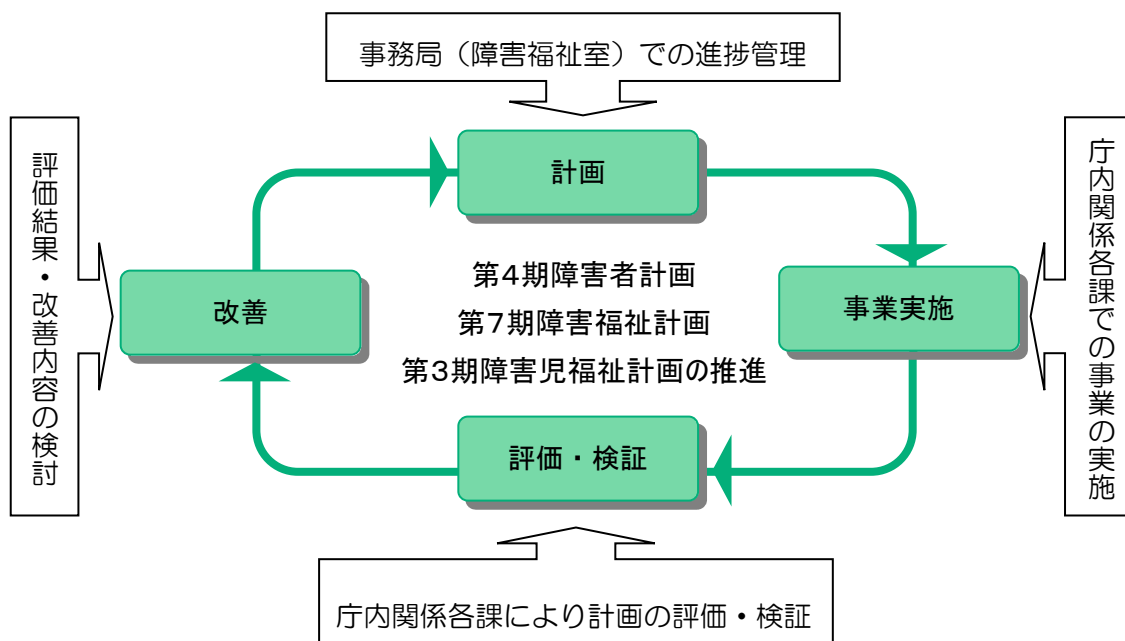 事務局（障害福祉室）での進捗管理
計画
評価結果・改善内容の検討
庁内関係各課での事業の実施
第4期障害者計画
第7期障害福祉計画
第3期障害児福祉計画の推進
改善
事業実施
評価・検証
庁内関係各課により計画の評価・検証